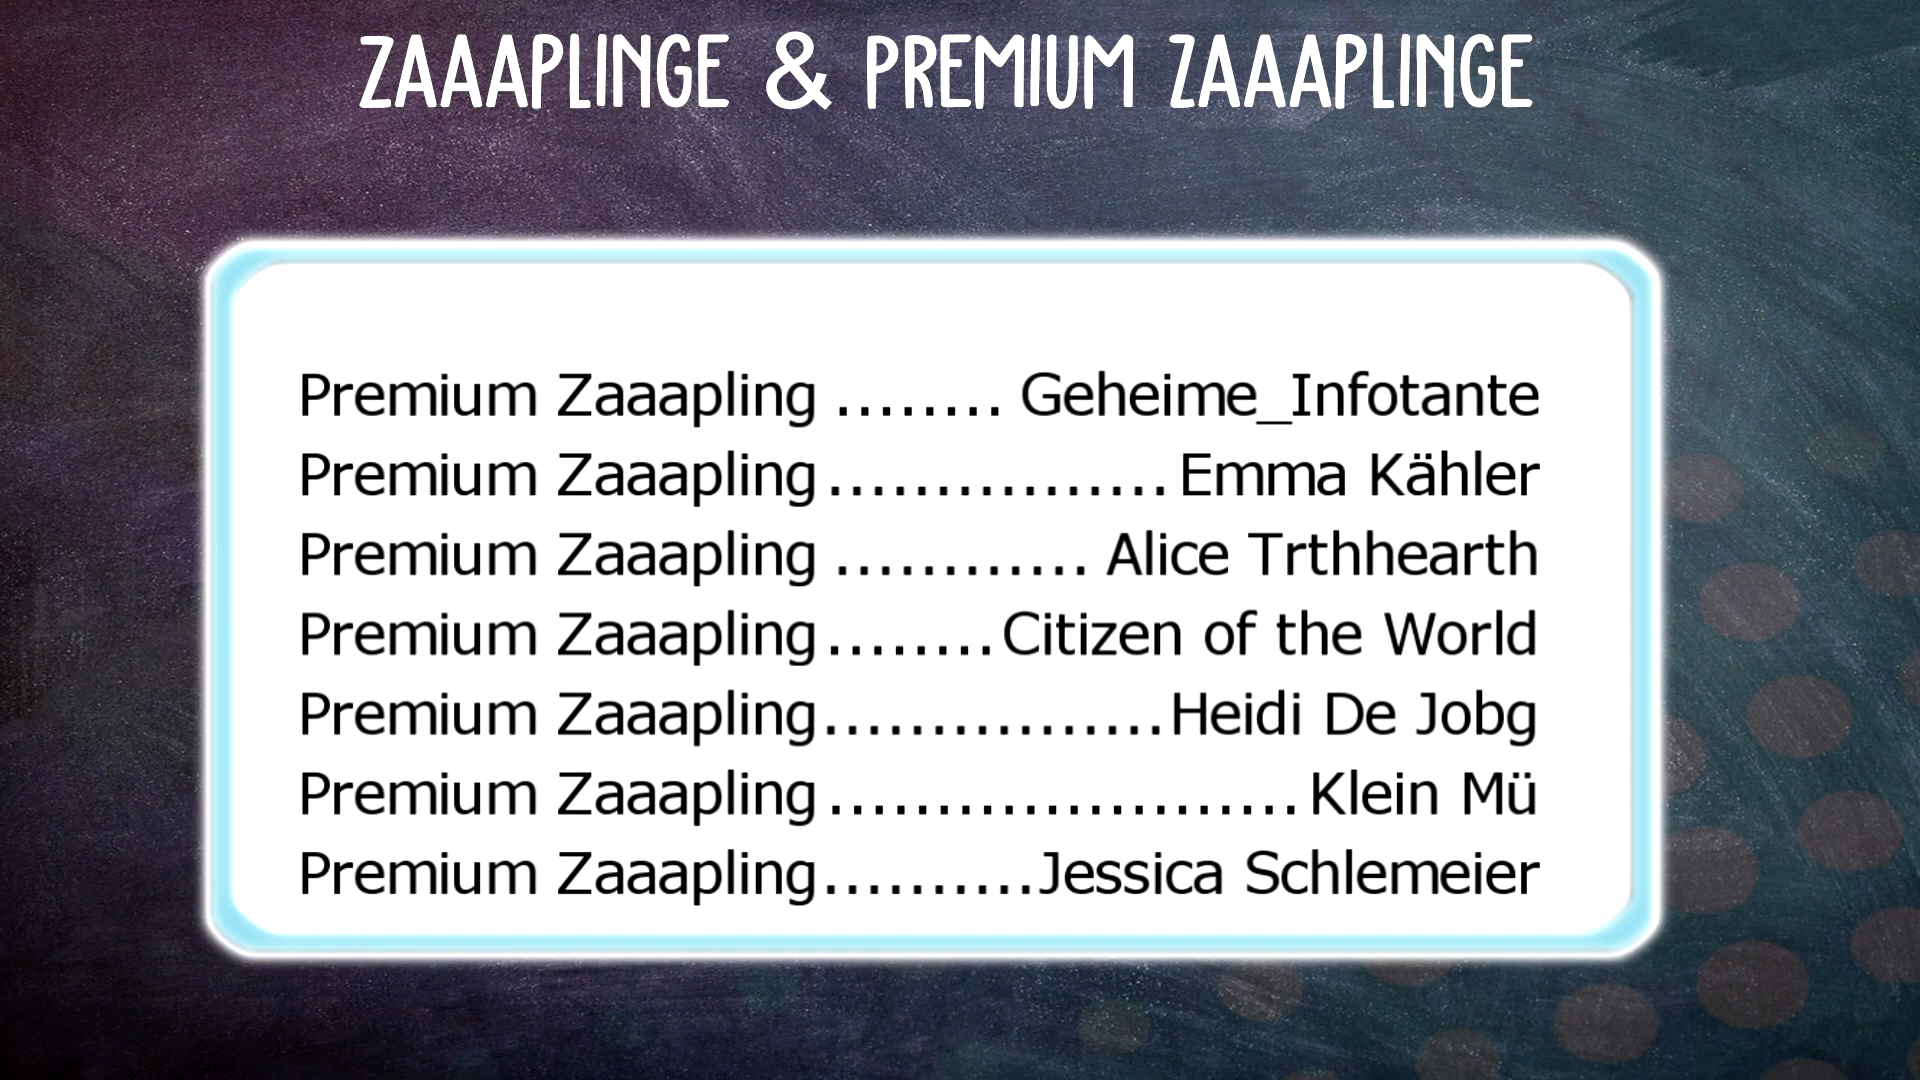 ZAAAPLINGE & PREMIUM ZAAAPLINGE
Premium Zaaapling ........ Geheime_Infotante
Premium Zaaapling ................ Emma Kähler
Premium Zaaapling ............ Alice Trthhearth
Premium Zaaapling ........ Citizen of the World
Premium Zaaapling ................ Heidi De Jobg
Premium Zaaapling ...................... Klein Mü
Premium Zaaapling .......... Jessica Schlemeier